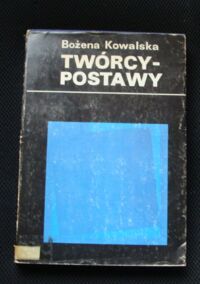 Bożena Kowalska
TWÓRCY-
POSTAWY